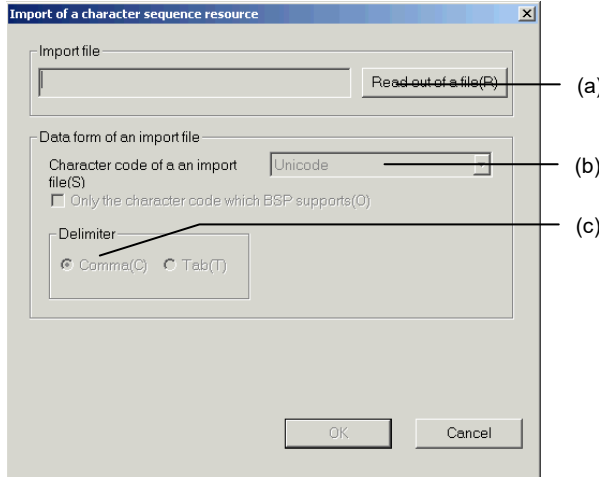 Import of a character sequence resource
Import file
Read out of a file(R)
(a)
Data form of an import file
Character code of a an import
file(S)
Unicode
(b)
Only the character code which BSP supports(O)
(c)
Delimiter
Comma(C) Tab(T)
OK Cancel